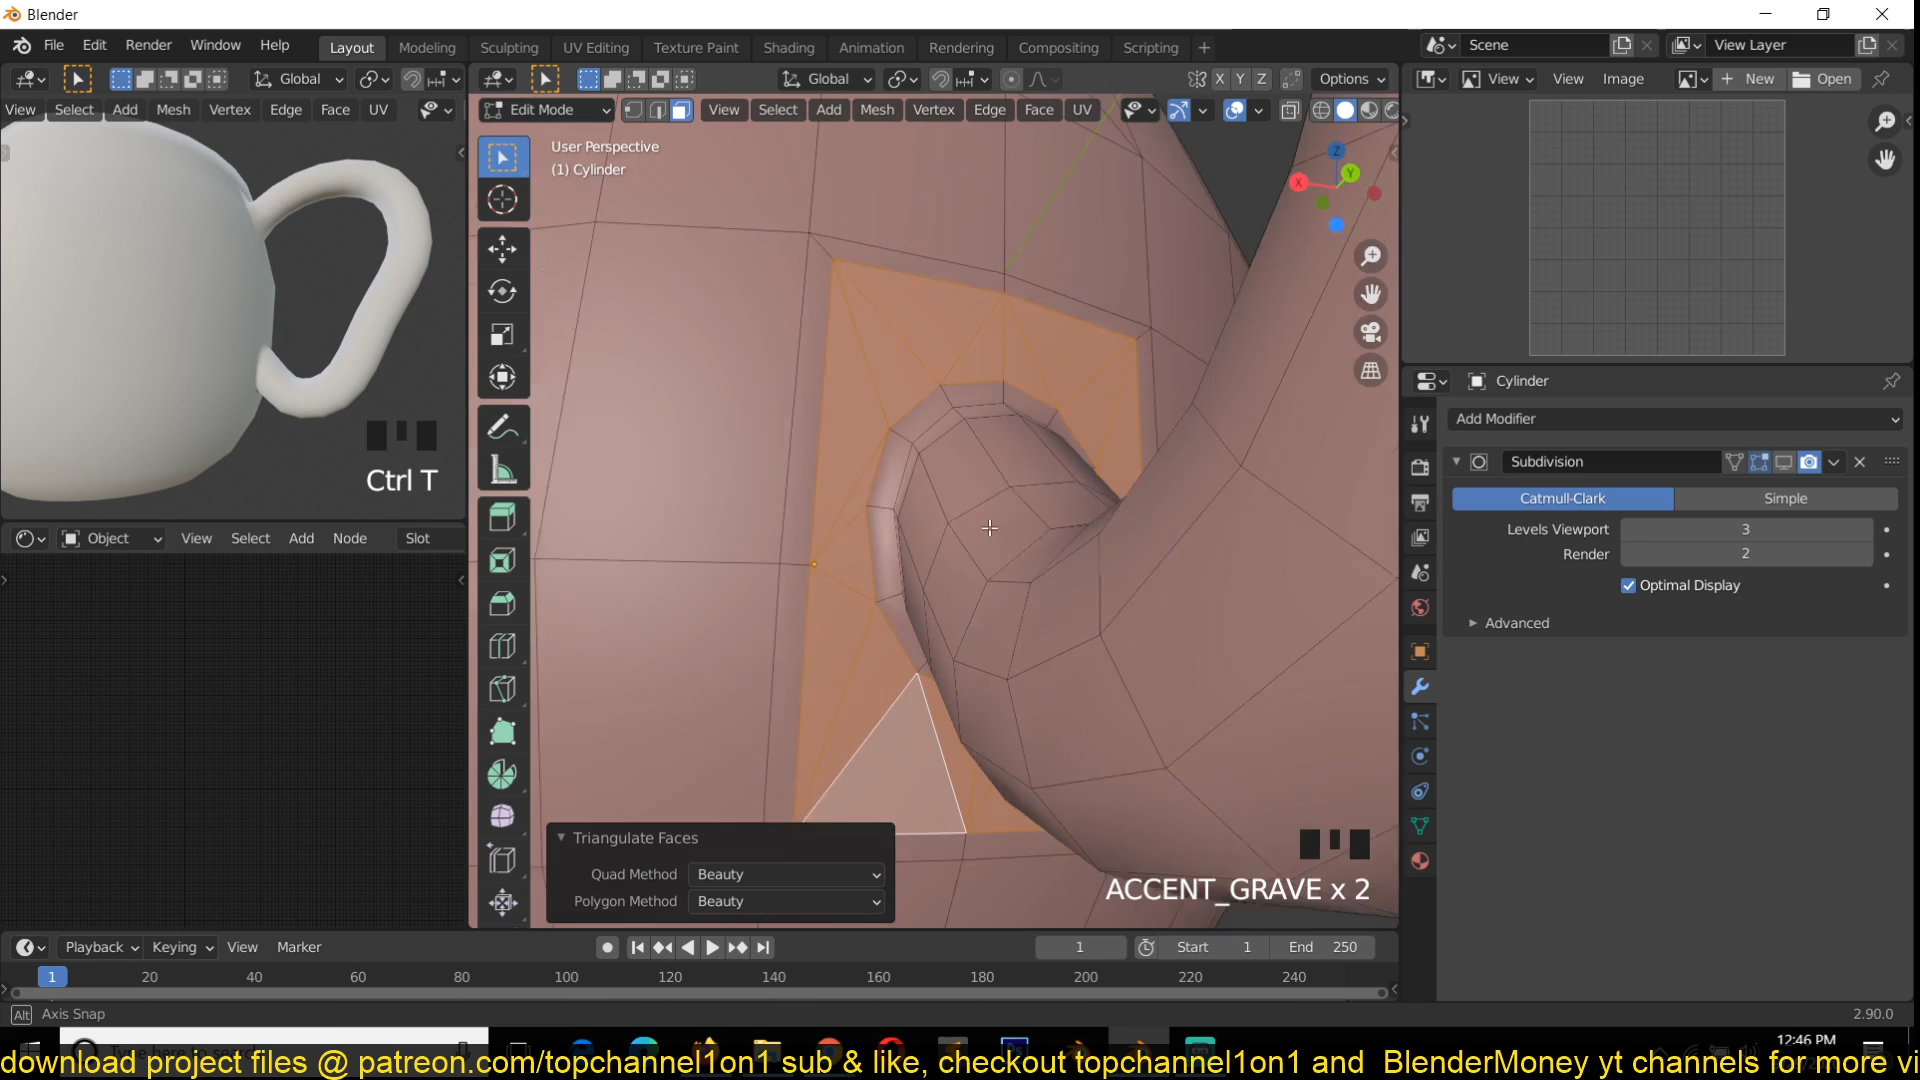 Blender
File Edit Render Window Help Layout Modeling Sculpting UV Editing Texture Paint Shading Animation Rendering Compositing Scripting Scene View Layer
Global Global X Y Z Options View View Image New Open
View Select Add Mesh Vertex Edge Face UV Edit Mode View Select Add Mesh Vertex Edge Face UV
User Perspective
(1) Cylinder
Z
Y
X
Cylinder
Add Modifier
Subdivision
Catmull-Clark Simple
Levels Viewport 3
Render 2
Optimal Display
Advanced
Ctrl T
Object View Select Add Node Slot
Triangulate Faces
Quad Method Beauty
Polygon Method Beauty
ACCENT_GRAVE x 2
Playback Keying View Marker 1 Start 1 End 250
1 20 40 60 80 100 120 140 160 180 200 220 240
Alt Axis Snap 2.90.0
12:46 PM
download project files @ patreon.com/topchannel1on1 sub & like, checkout topchannel1on1 and BlenderMoney yt channels for more vi